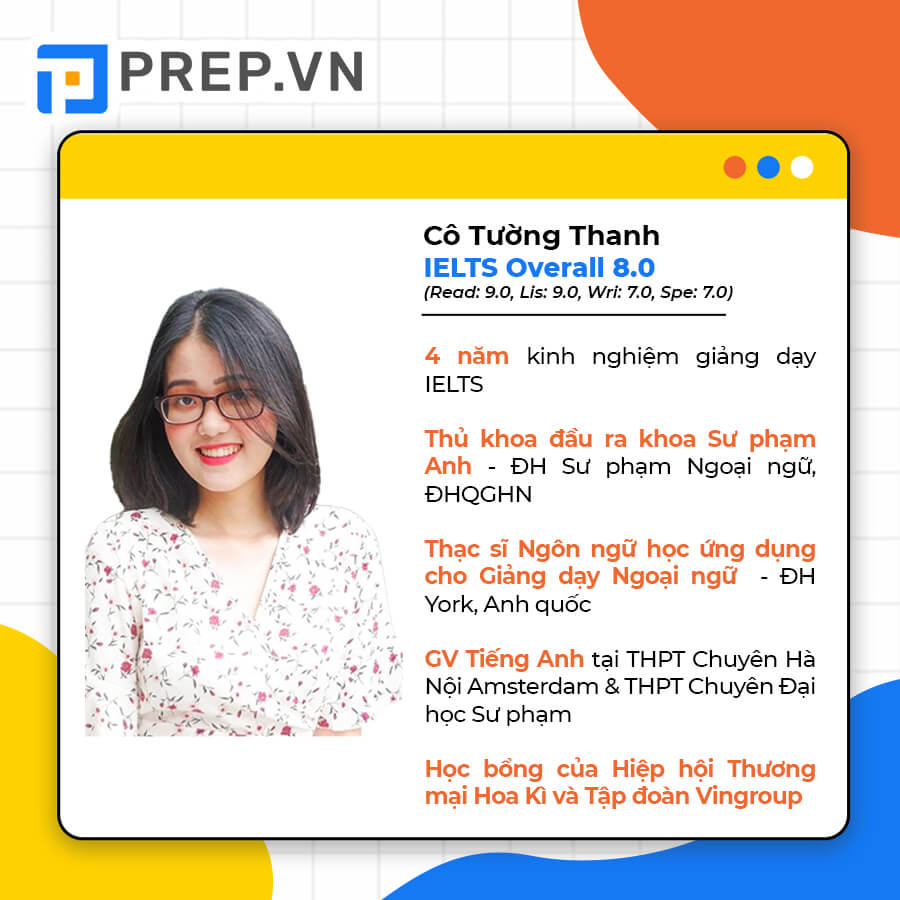 PREP.VN
Cô Tường Thanh
IELTS Overall 8.0
(Read: 9.0, Lis: 9.0, Wri: 7.0, Spe: 7.0)
4 năm kinh nghiệm giảng dạy
IELTS
Thủ khoa đầu ra khoa Sư phạm
Anh - ĐH Sư phạm Ngoại ngữ,
ĐHQGHN
Thạc sĩ Ngôn ngữ học ứng dụng
cho Giảng dạy Ngoại ngữ - ĐH
York, Anh quốc
GV Tiếng Anh tại THPT Chuyên Hà
Nội Amsterdam & THPT Chuyên Đại
học Sư phạm
Học bổng của Hiệp hội Thương
mại Hoa Kì và Tập đoàn Vingroup